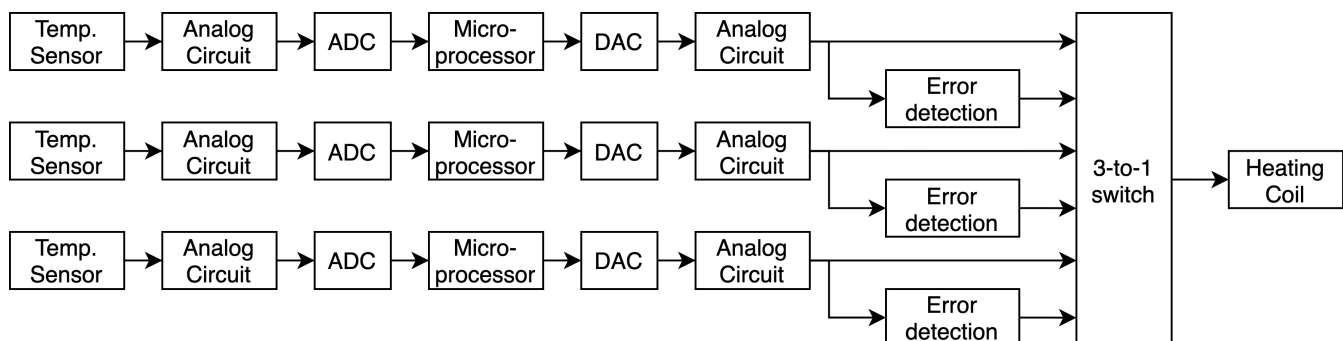 Temp.
Sensor
Analog
Circuit
ADC
Micro-
processor
DAC
Analog
Circuit
Error
detection
Temp.
Sensor
Analog
Circuit
ADC
Micro-
processor
DAC
Analog
Circuit
Error
detection
Temp.
Sensor
Analog
Circuit
ADC
Micro-
processor
DAC
Analog
Circuit
Error
detection
3-to-1
switch
Heating
Coil